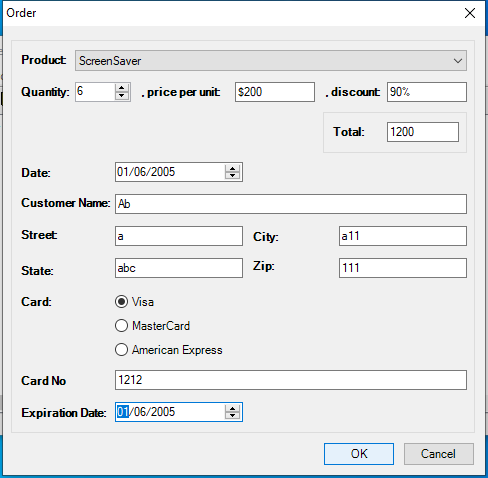 Order
Product: ScreenSaver
Quantity: 6 , price per unit: $200 , discount: 90%
Total: 1200
Date: 01/06/2005
Customer Name: Ab
Street: a City: a11
State: abc Zip: 111
Card: Visa
MasterCard
American Express
Card No 1212
Expiration Date: 01/06/2005
OK Cancel